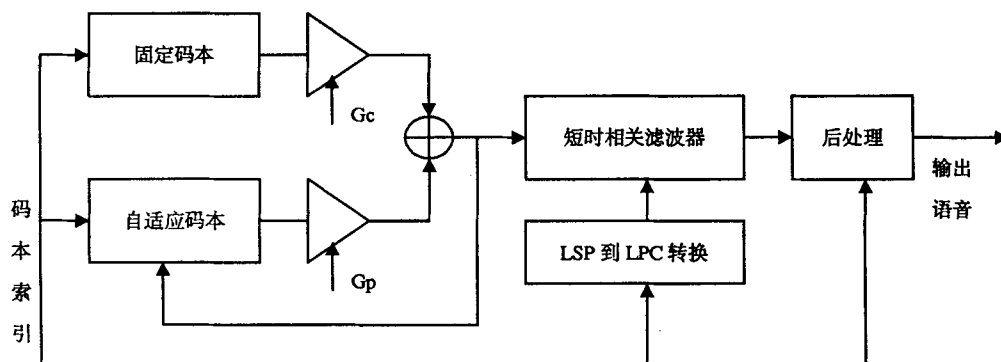 固定码本
Gc
短时相关滤波器
后处理
输出
语音
自适应码本
Gp
LSP 到 LPC 转换
码
本
索
引